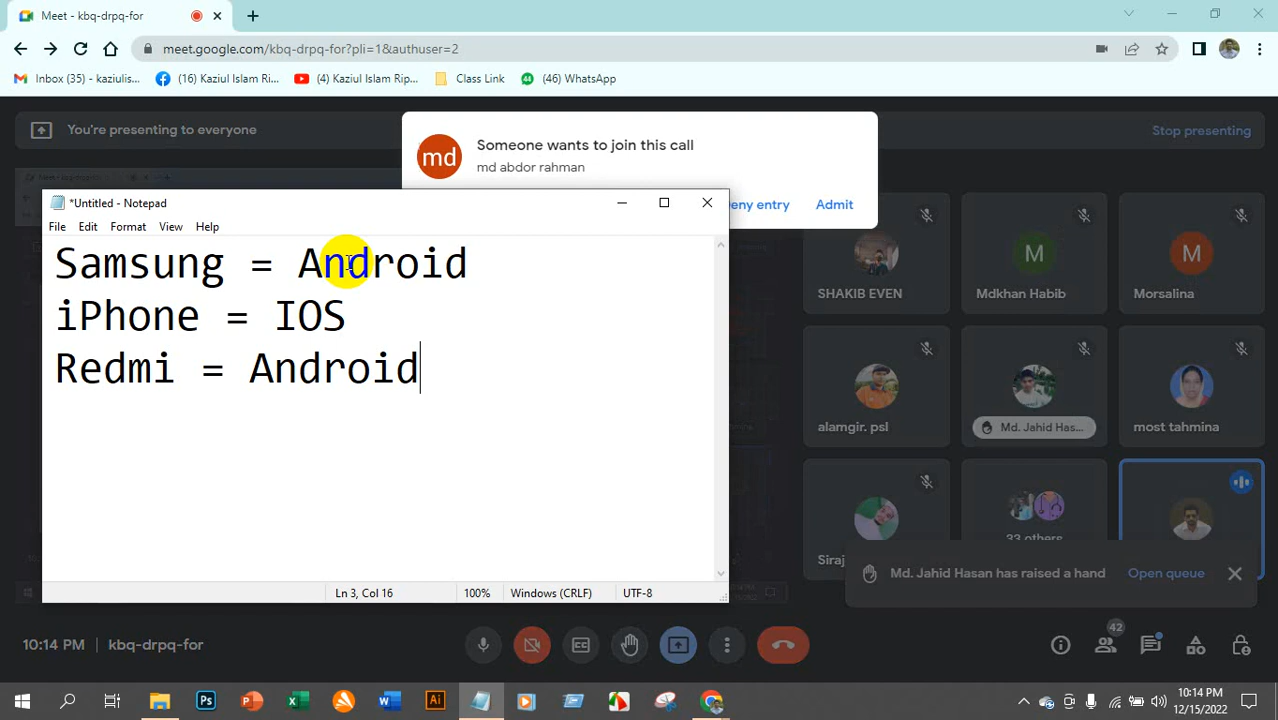 Meet - kbq-drpq-for
meet.google.com/kbq-drpq-for?pli=1&authuser=2
Inbox (35) - kaziulis...
(16) Kaziul Islam Ri...
(4) Kaziul Islam Rip...
Class Link
44
(46) WhatsApp
You're presenting to everyone
Stop presenting
md
Someone wants to join this call
md abdor rahman
eny entry
Admit
*Untitled - Notepad
File Edit Format View Help
Samsung = Android
iPhone = IOS
Redmi = Android
Ln 3, Col 16
100%
Windows (CRLF)
UTF-8
SHAKIB EVEN
M
Mdkhan Habib
M
Morsalina
alamgir. psl
Md. Jahid Has...
most tahmina
Siraj
33 others
Md. Jahid Hasan has raised a hand
Open queue
10:14 PM | kbq-drpq-for
42
Ps
Ai
10:14 PM
12/15/2022